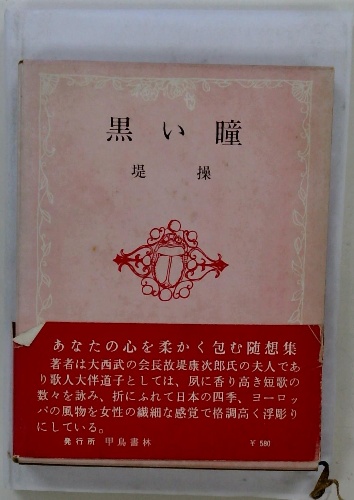 黒い瞳
堤 操
あなたの心を柔かく包む随想集
著者は大西武の会長故堤康次郎氏の夫人であ
り歌人大伴道子としては、夙に香り高き短歌の
数々を詠み、折にふれて日本の四季、ヨーロッ
パの風物を女性の繊細な感覚で格調高く浮彫り
にしている。
発行所 甲鳥書林 ￥580